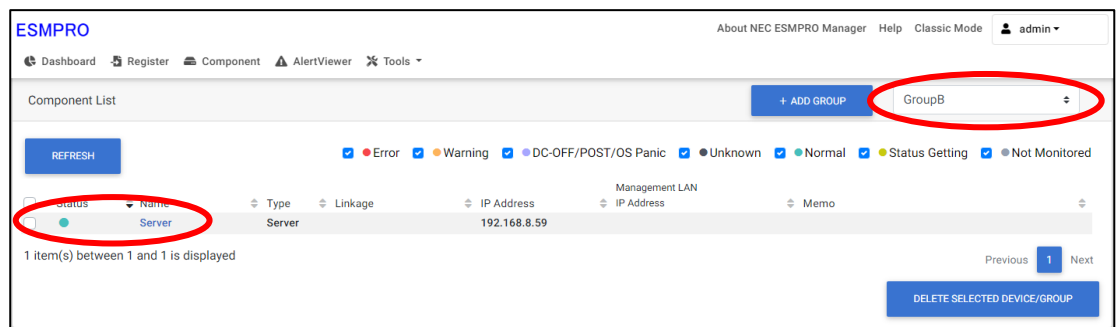 ESMPRO
About NEC ESMPRO Manager Help Classic Mode admin
Dashboard Register Component AlertViewer Tools
Component List
+ ADD GROUP
GroupB
REFRESH
Error Warning DC-OFF/POST/OS Panic Unknown Normal Status Getting Not Monitored
Status Name Type Linkage IP Address Management LAN IP Address Memo
Server Server 192.168.8.59
1 item(s) between 1 and 1 is displayed
Previous 1 Next
DELETE SELECTED DEVICE/GROUP